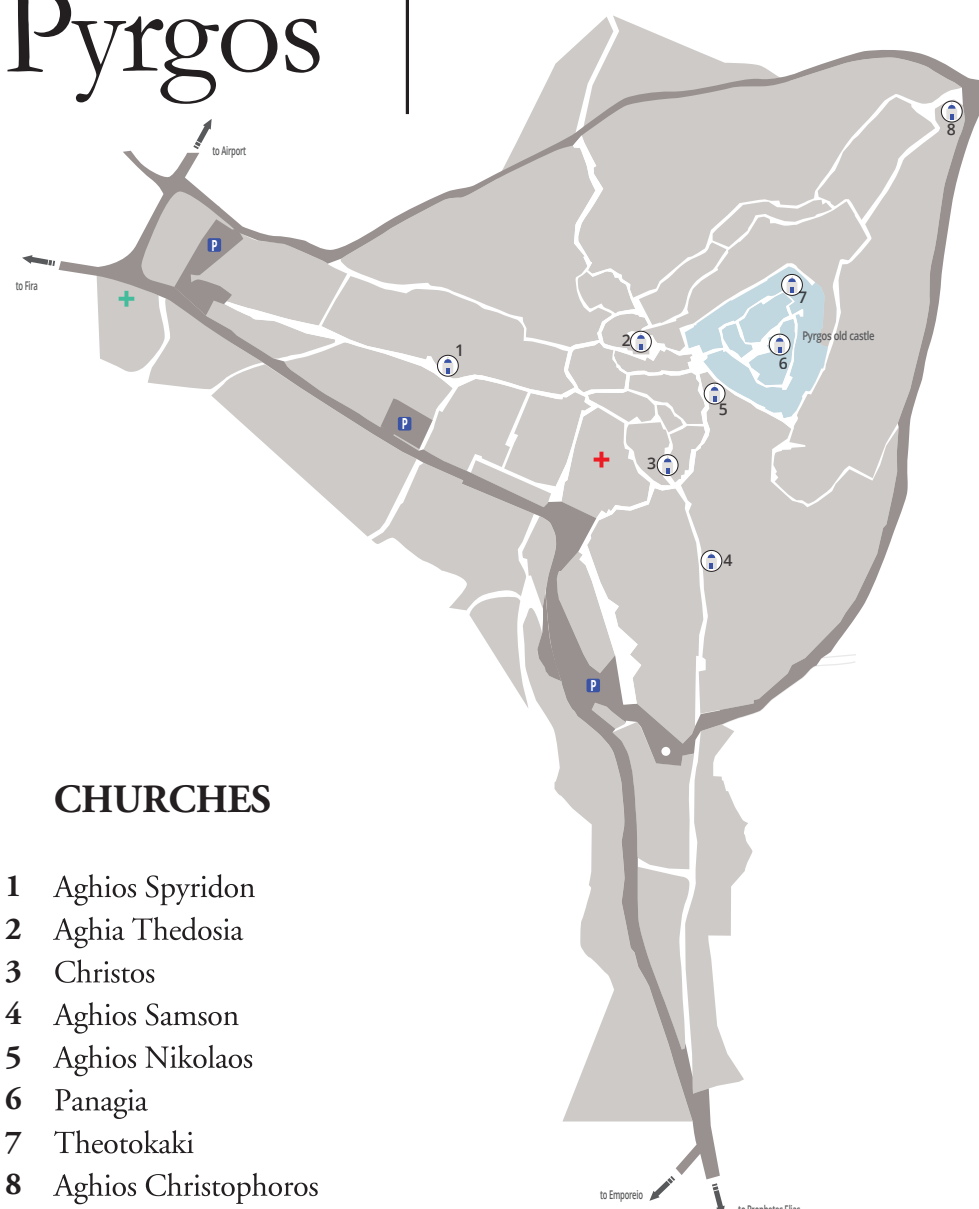 Pyrgos
to Airport
P
to Fira
8
7
Pyrgos old castle
2
6
1
5
P
3
4
P
CHURCHES
1 Aghios Spyridon
2 Aghia Thedosia
3 Christos
4 Aghios Samson
5 Aghios Nikolaos
6 Panagia
7 Theotokaki
8 Aghios Christophoros
to Emporeio